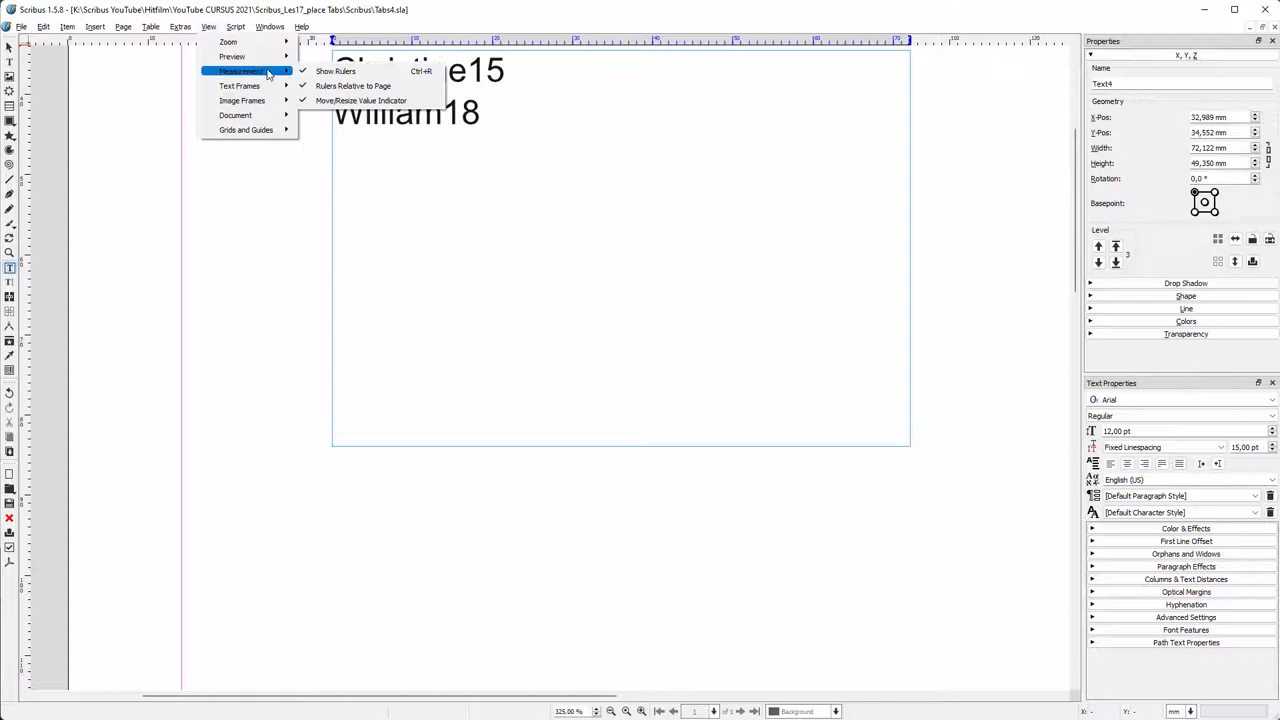 Scribus 1.5.8 - [K:\Scribus YouTube\Hitfilm\YouTube CURSUS 2021\Scribus_Les17_place Tabs\Scribus\Tabs4.sla]
File Edit Item Insert Page Table Extras View Script Windows Help
Zoom
Preview
Measurement
Text Frames
Image Frames
Document
Grids and Guides
Show Rulers Ctrl+R
Rulers Relative to Page
Move/Resize Value Indicator
Christine15
William18
Properties
X, Y, Z
Name
Text4
Geometry
X-Pos: 32,989 mm
Y-Pos: 34,552 mm
Width: 72,122 mm
Height: 49,350 mm
Rotation: 0,0 °
Basepoint:
Level
3
Drop Shadow
Shape
Line
Colors
Transparency
Text Properties
Arial
Regular
12,00 pt
Fixed Linespacing 15,00 pt
English (US)
[Default Paragraph Style]
[Default Character Style]
Color & Effects
First Line Offset
Orphans and Widows
Paragraph Effects
Columns & Text Distances
Optical Margins
Hyphenation
Advanced Settings
Font Features
Path Text Properties
325.00 % 1 of 1 Background X: - Y: - mm